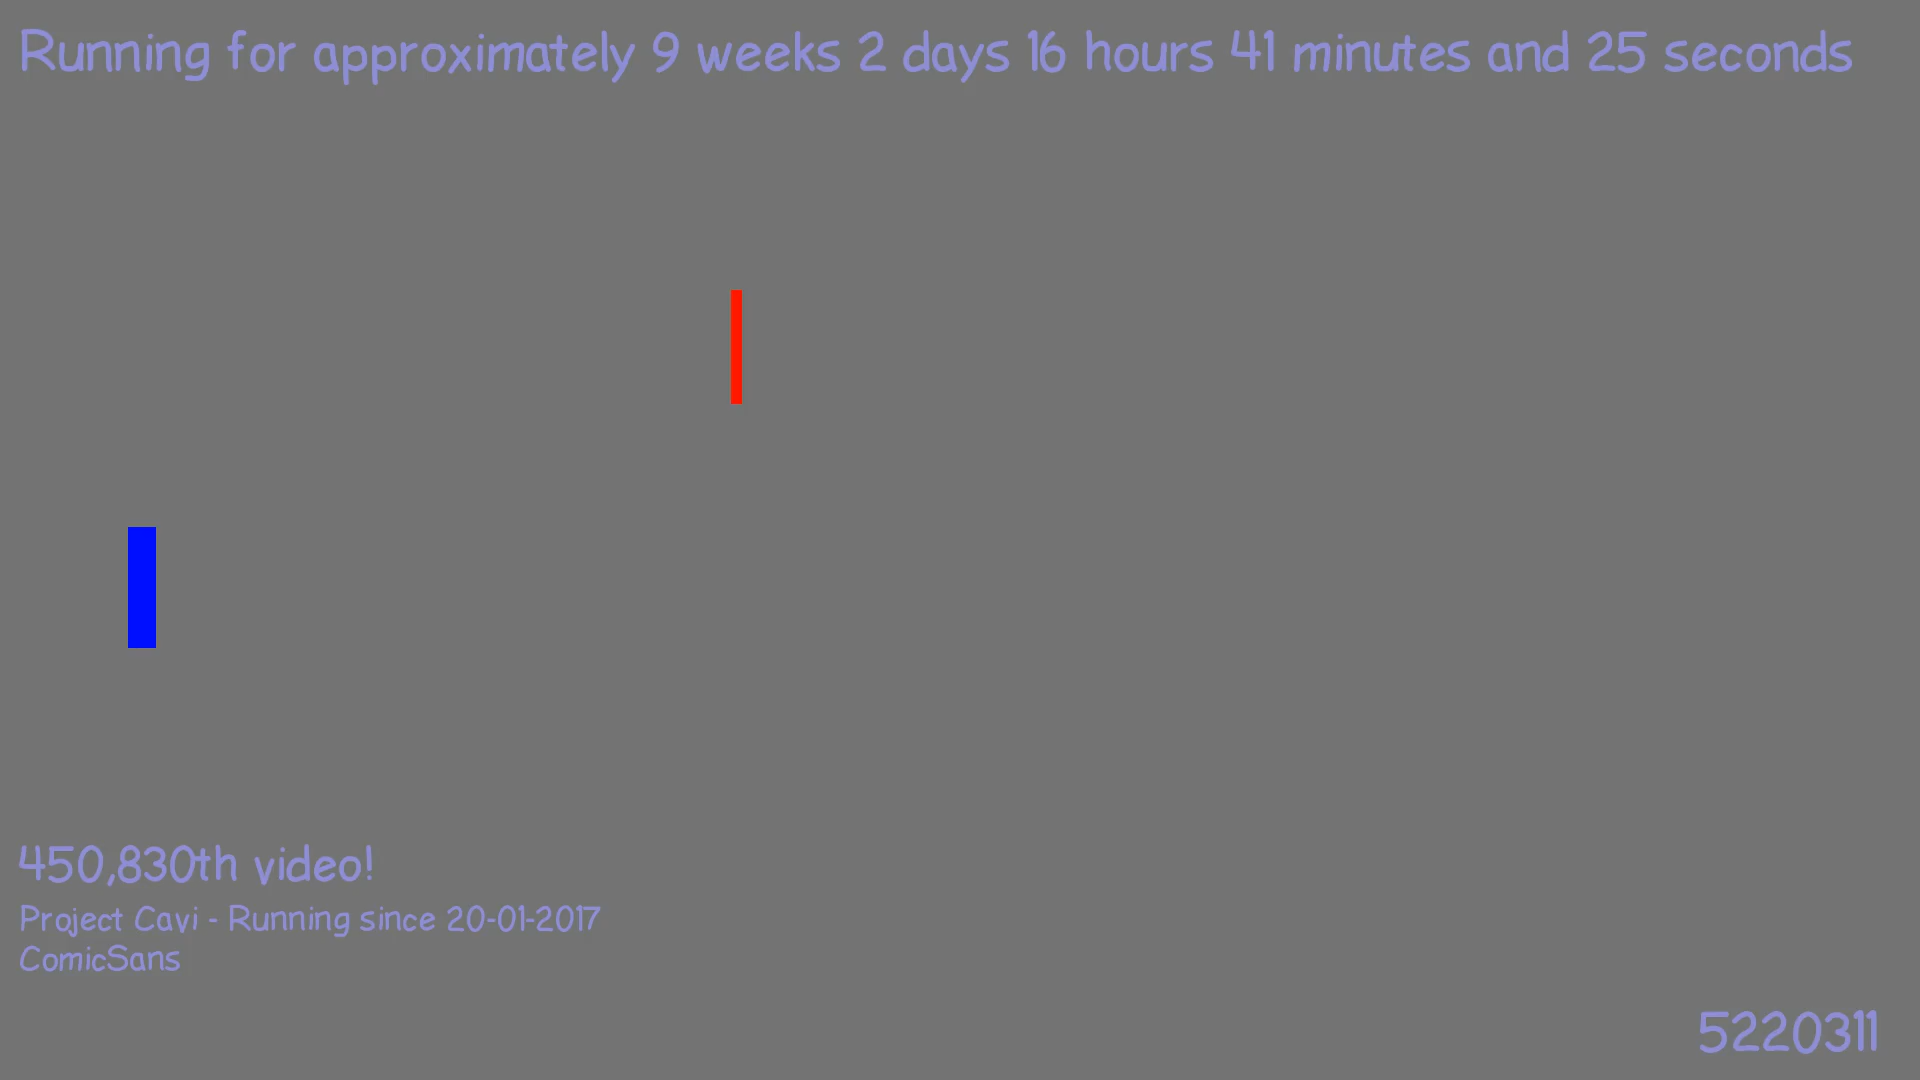 Running for approximately 9 weeks 2 days 16 hours 41 minutes and 25 seconds
450,830th video!
Project Cavi - Running since 20-01-2017
ComicSans
5220311